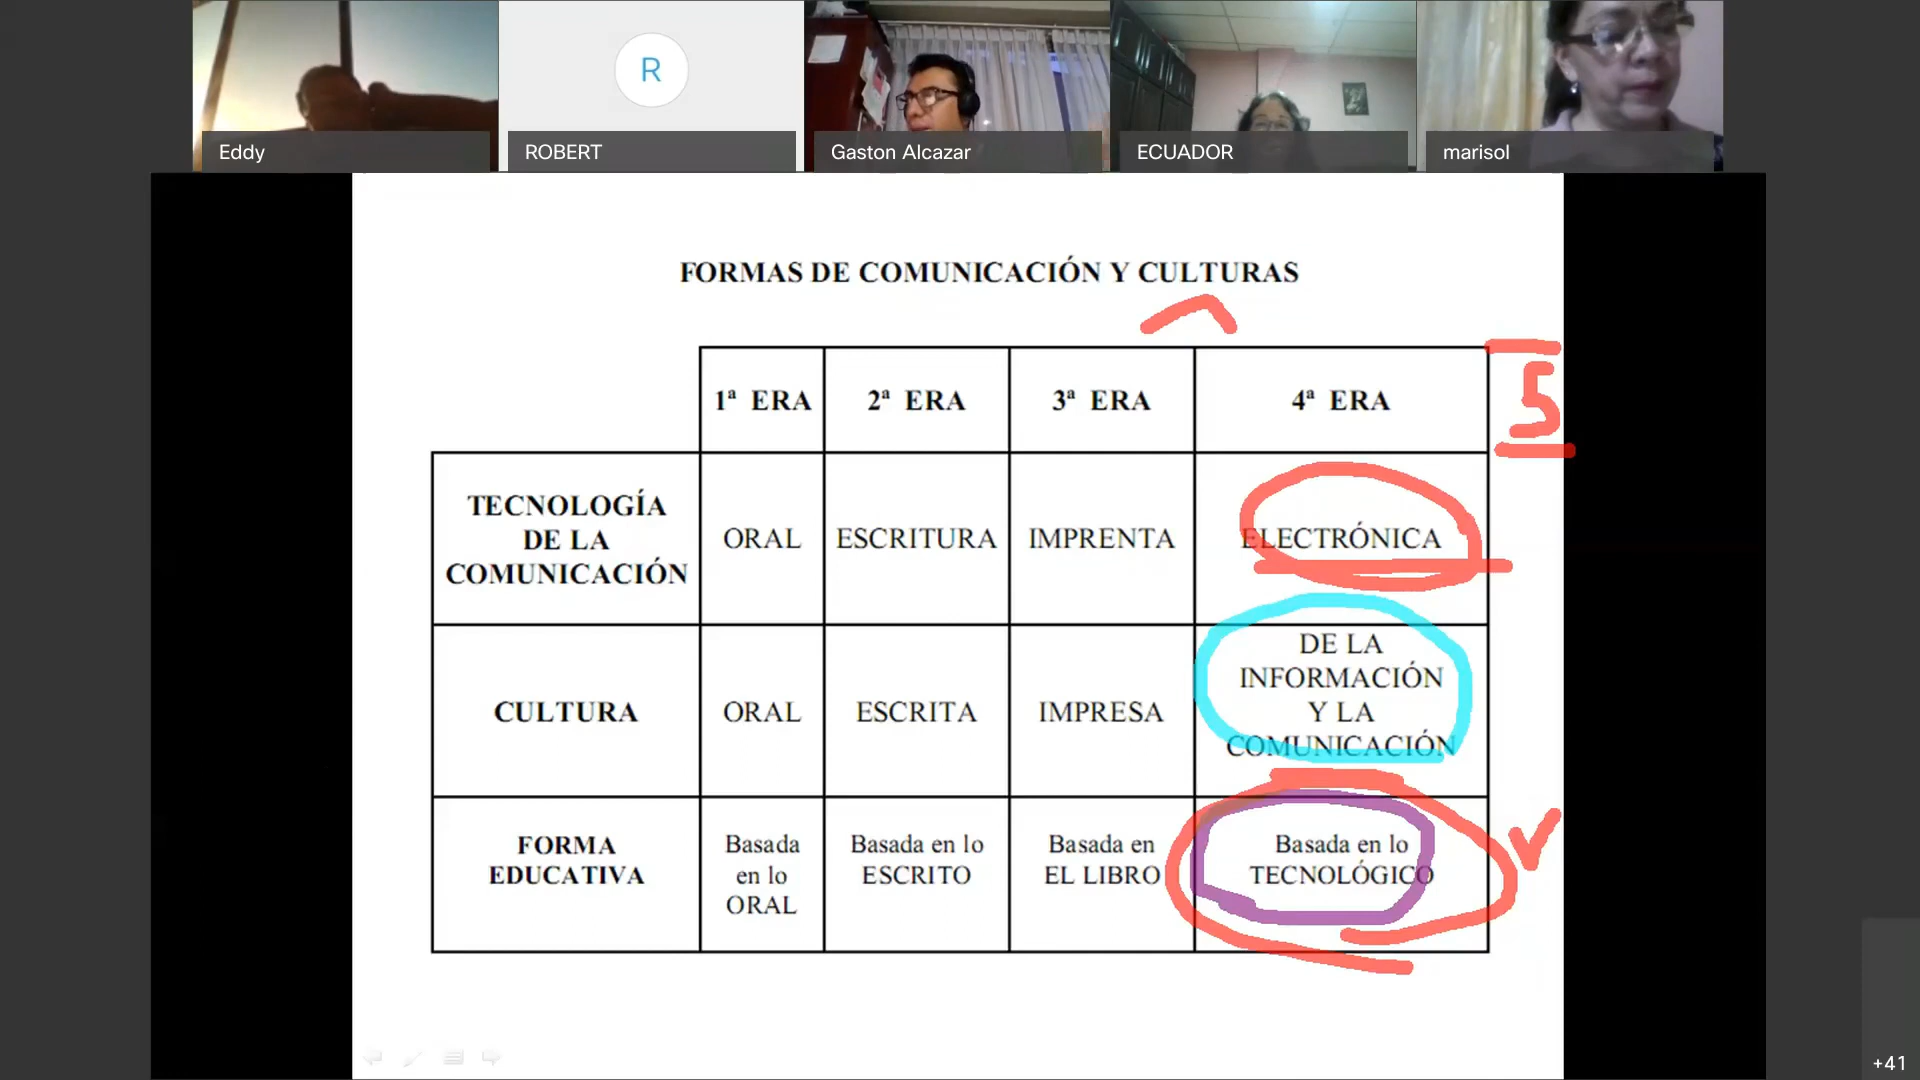 Eddy
R
ROBERT
Gaston Alcazar
ECUADOR
marisol
FORMAS DE COMUNICACIÓN Y CULTURAS
1ª ERA
2ª ERA
3ª ERA
4ª ERA
5
TECNOLOGÍA
DE LA
COMUNICACIÓN
ORAL
ESCRITURA
IMPRENTA
ELECTRÓNICA
CULTURA
ORAL
ESCRITA
IMPRESA
DE LA
INFORMACIÓN
Y LA
COMUNICACIÓN
FORMA
EDUCATIVA
Basada
en lo
ORAL
Basada en lo
ESCRITO
Basada en
EL LIBRO
Basada en lo
TECNOLÓGICO
+41